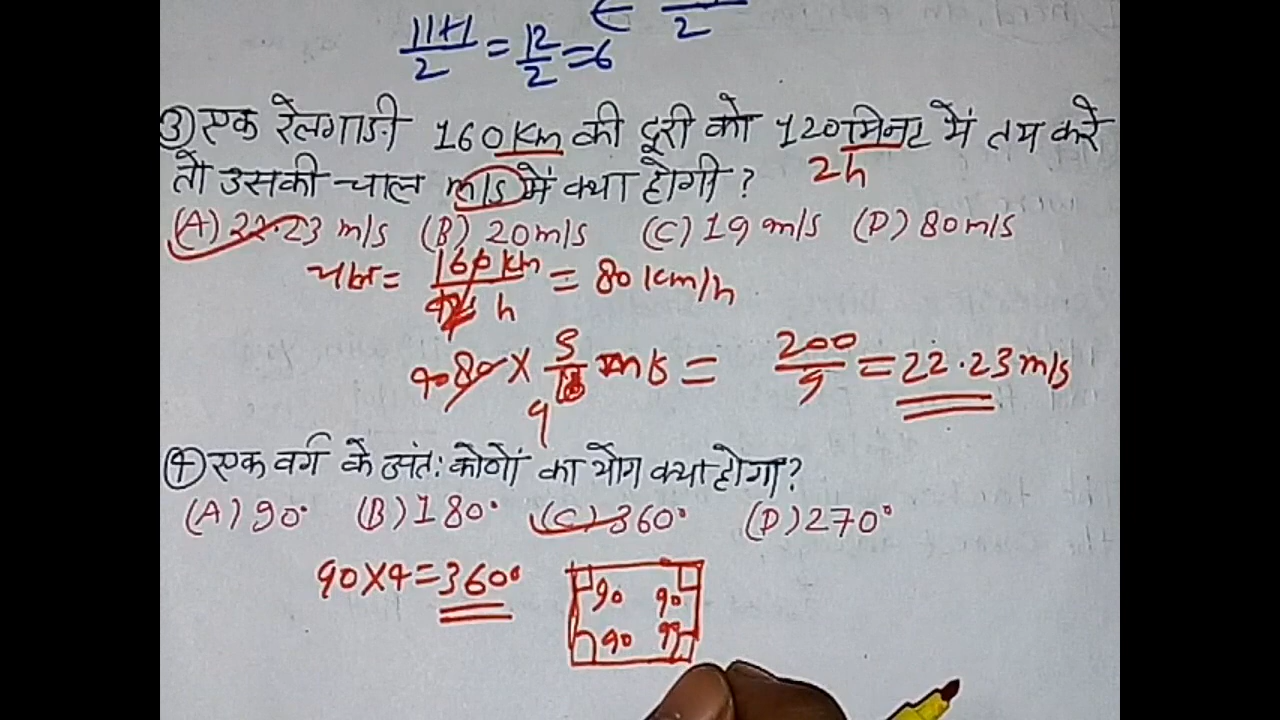 11+1/2 = 12/2 = 6 ← /2
③ एक रेलगाडी 160 Km की दूरी को 120 मिनट में तय करे
2h
तो उसकी चाल m/s में क्या होगी ?
(A) 22.23 m/s (B) 20 m/s (C) 19 m/s (D) 80 m/s
चाल = 160 km / h = 80 km/h
40 80 × 5/18 m/s = 200/9 = 22.23 m/s
9
④ एक वर्ग के अंतः कोणों का योग क्या होगा ?
(A) 90° (B) 180° (C) 360° (D) 270°
90×4=360°
90 90
90 90